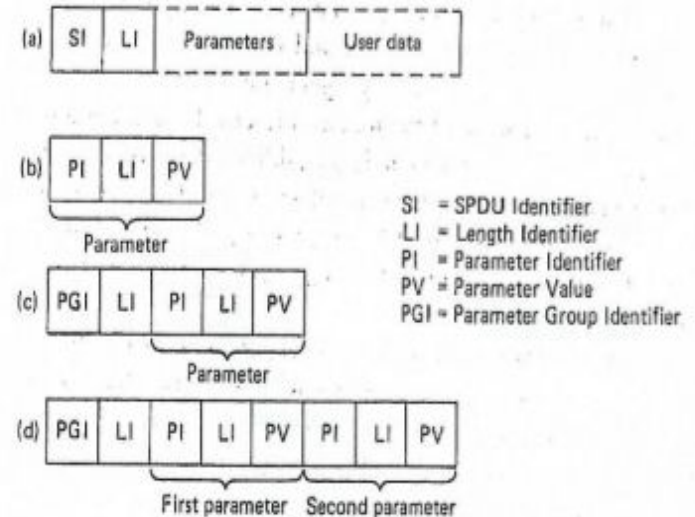 (a) SI LI Parameters User data
(b) PI LI PV
Parameter
SI = SPDU Identifier
LI = Length Identifier
PI = Parameter Identifier
PV = Parameter Value
PGI = Parameter Group Identifier
(c) PGI LI PI LI PV
Parameter
(d) PGI LI PI LI PV PI LI PV
First parameter Second parameter